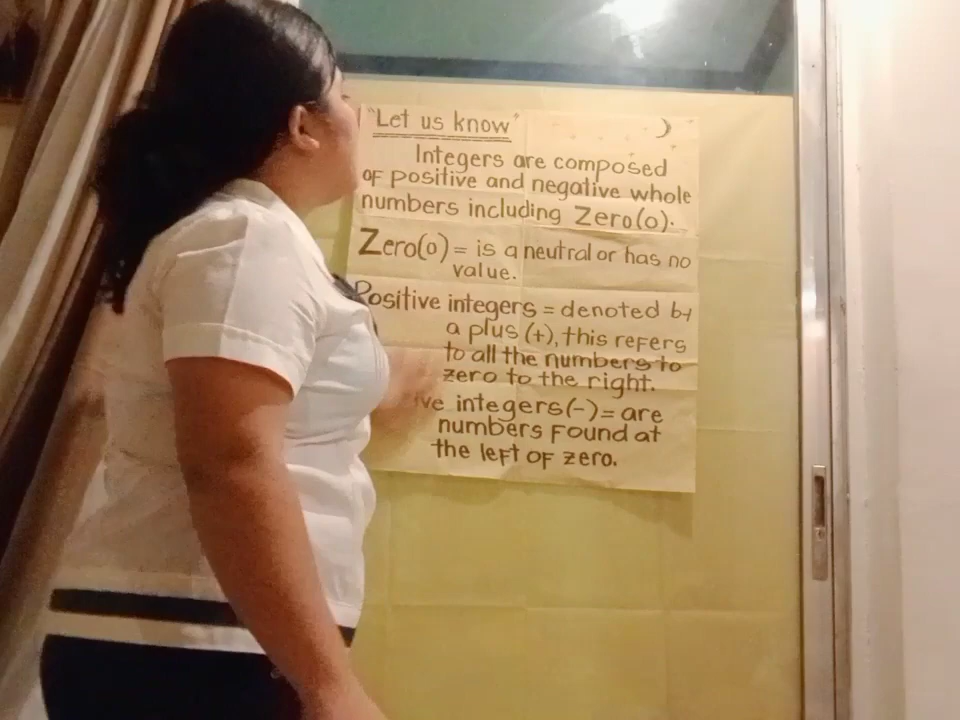 "Let us know"
Integers are composed
of positive and negative whole
numbers including Zero(0).
Zero(0) = is a neutral or has no
value.
Positive integers = denoted by
a plus (+), this refers
to all the numbers to
zero to the right.
ive integers(-) = are
numbers found at
the left of zero.